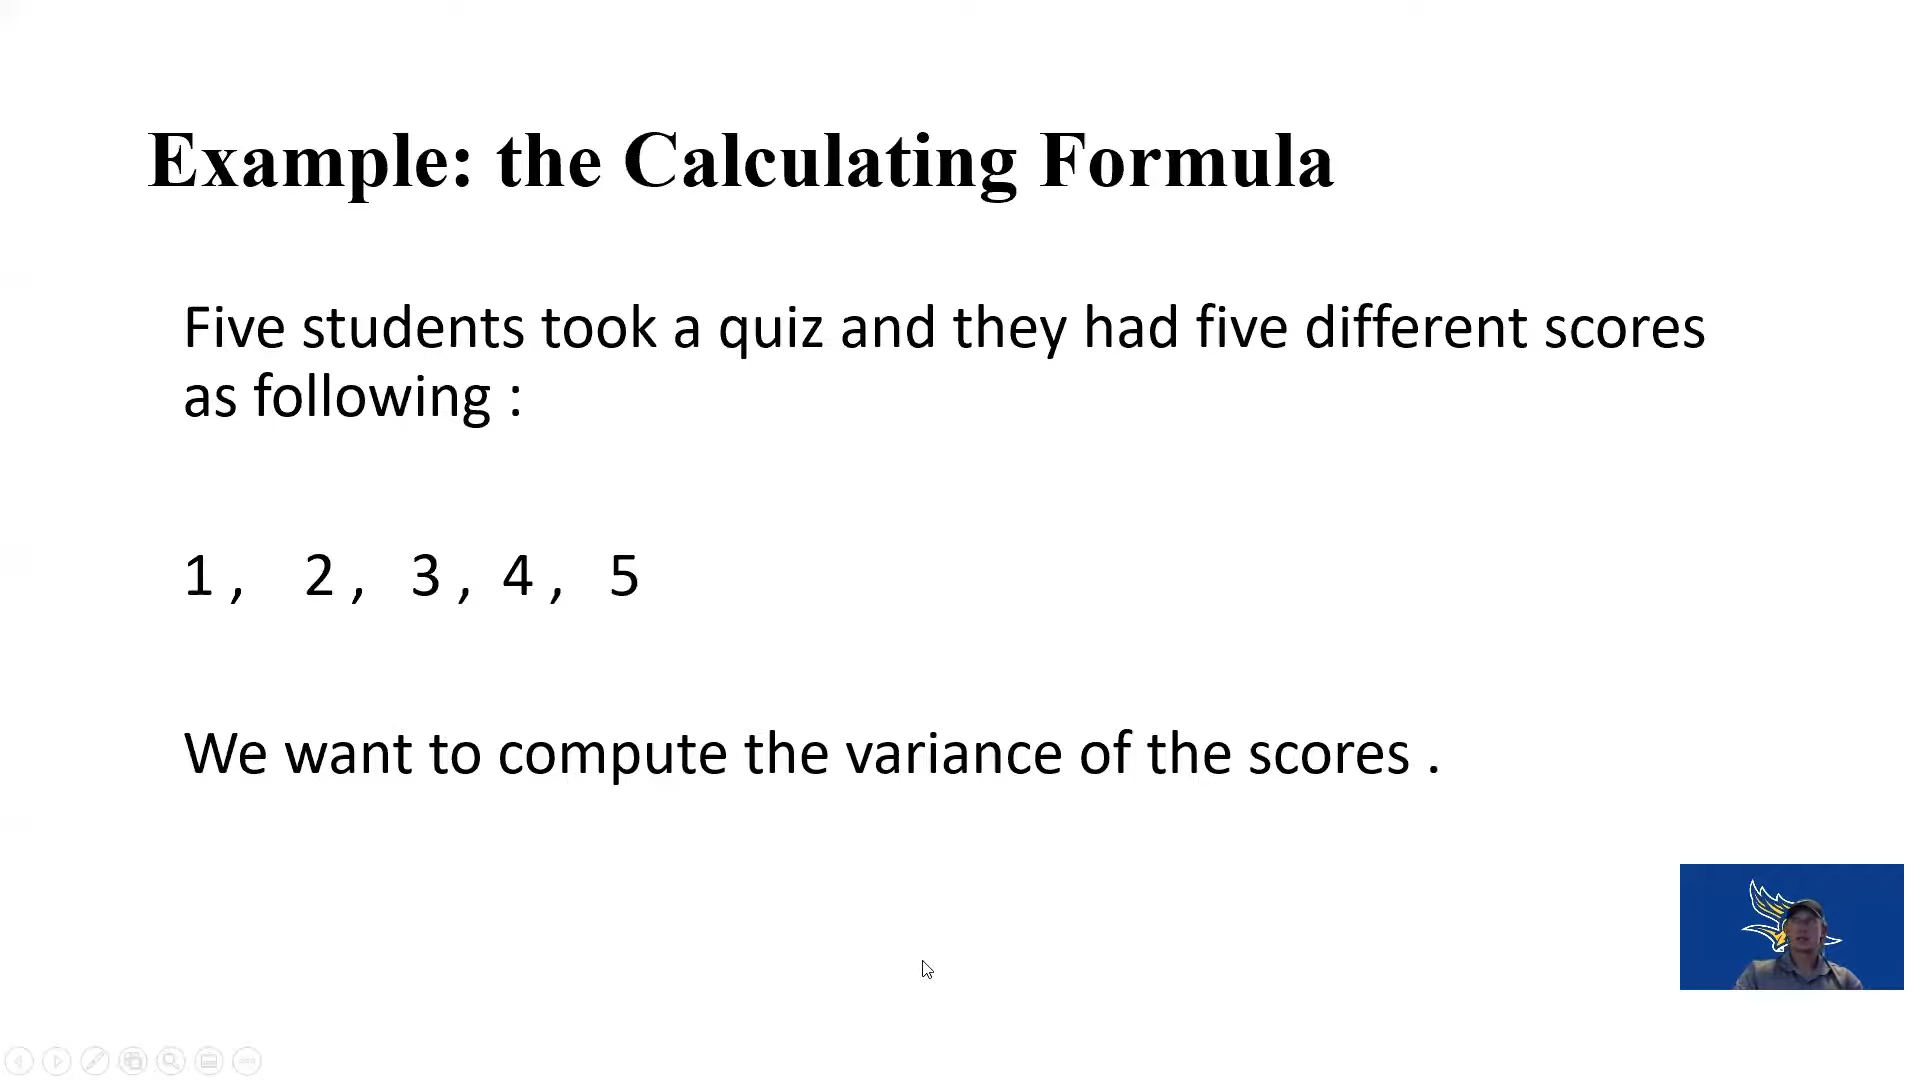 Example: the Calculating Formula
Five students took a quiz and they had five different scores
as following :
1 , 2 , 3 , 4 , 5
We want to compute the variance of the scores .